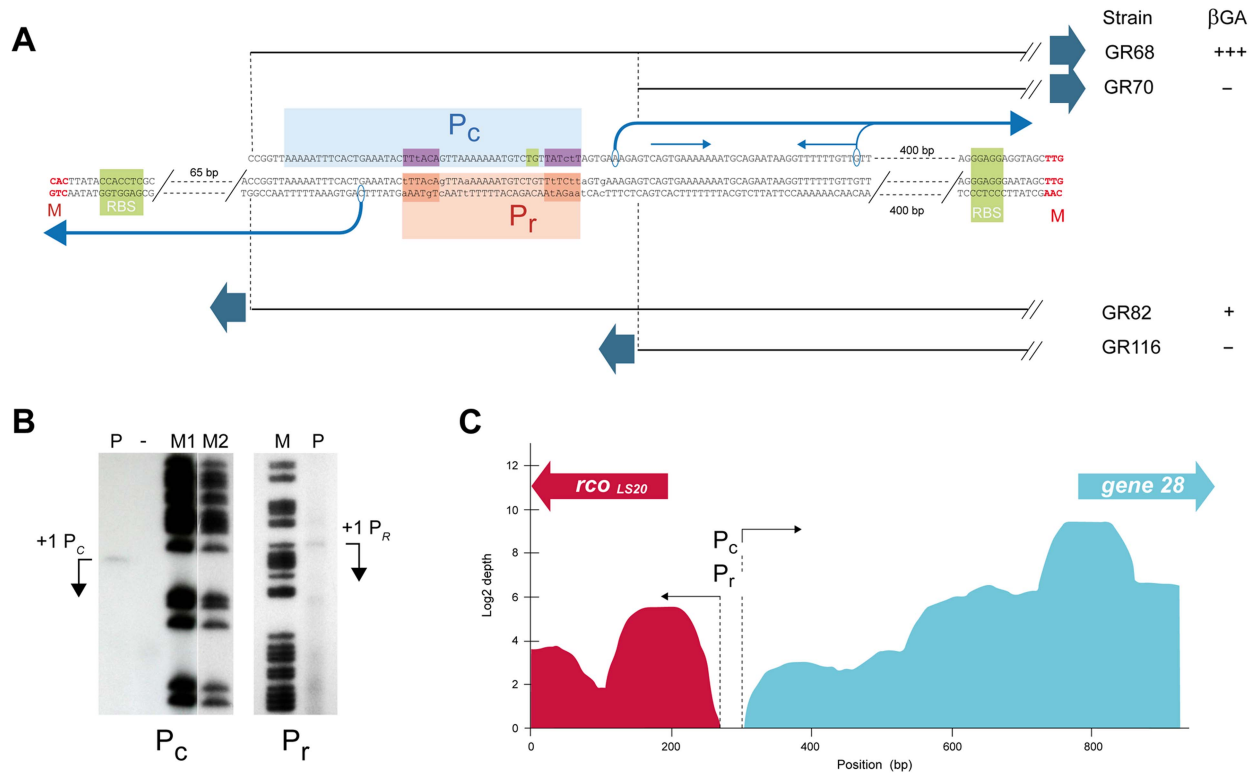 A
Strain βGA
GR68 +++
GR70 –
Pc
CCGGTTAAAAATTTCACTGAAATACTTtACAGTTAAAAAAATGTCTGTTATctTAGTGAAAGAGTCAGTGAAAAAAATGCAGAATAAGGTTTTTTGTTGTT 400 bp AGGGAGGAGGTAGCTTG
CACTTATACCACCTCGC 65 bp ACCGGTTAAAAATTTCACTGAAATACtTTACAgTTAaAAAAATGTCTGTTtTCttaGTgAAAGAGTCAGTGAAAAAAATGCAGAATAAGGTTTTTTGTTGTT AGGGAGGGAATAGCTTG
GTCAATATGGTGGAGCG TGGCCAATTTTTAAAGTGACTTTATGaAATgTCAAttTTTTTACAGACAAtAGaatCAcTTTCTCAGTCACTTTTTTTACGTCTTATTCCAAAAAACAACAA 400 bp TCCCTCCCTTATCGAAC
M RBS Pr RBS M
GR82 +
GR116 –
B
P - M1 M2 M P
+1 PC
+1 PR
Pc Pr
C
Log2 depth
12
10
8
6
4
2
0
rco LS20
gene 28
Pc
Pr
0 200 400 600 800
Position (bp)